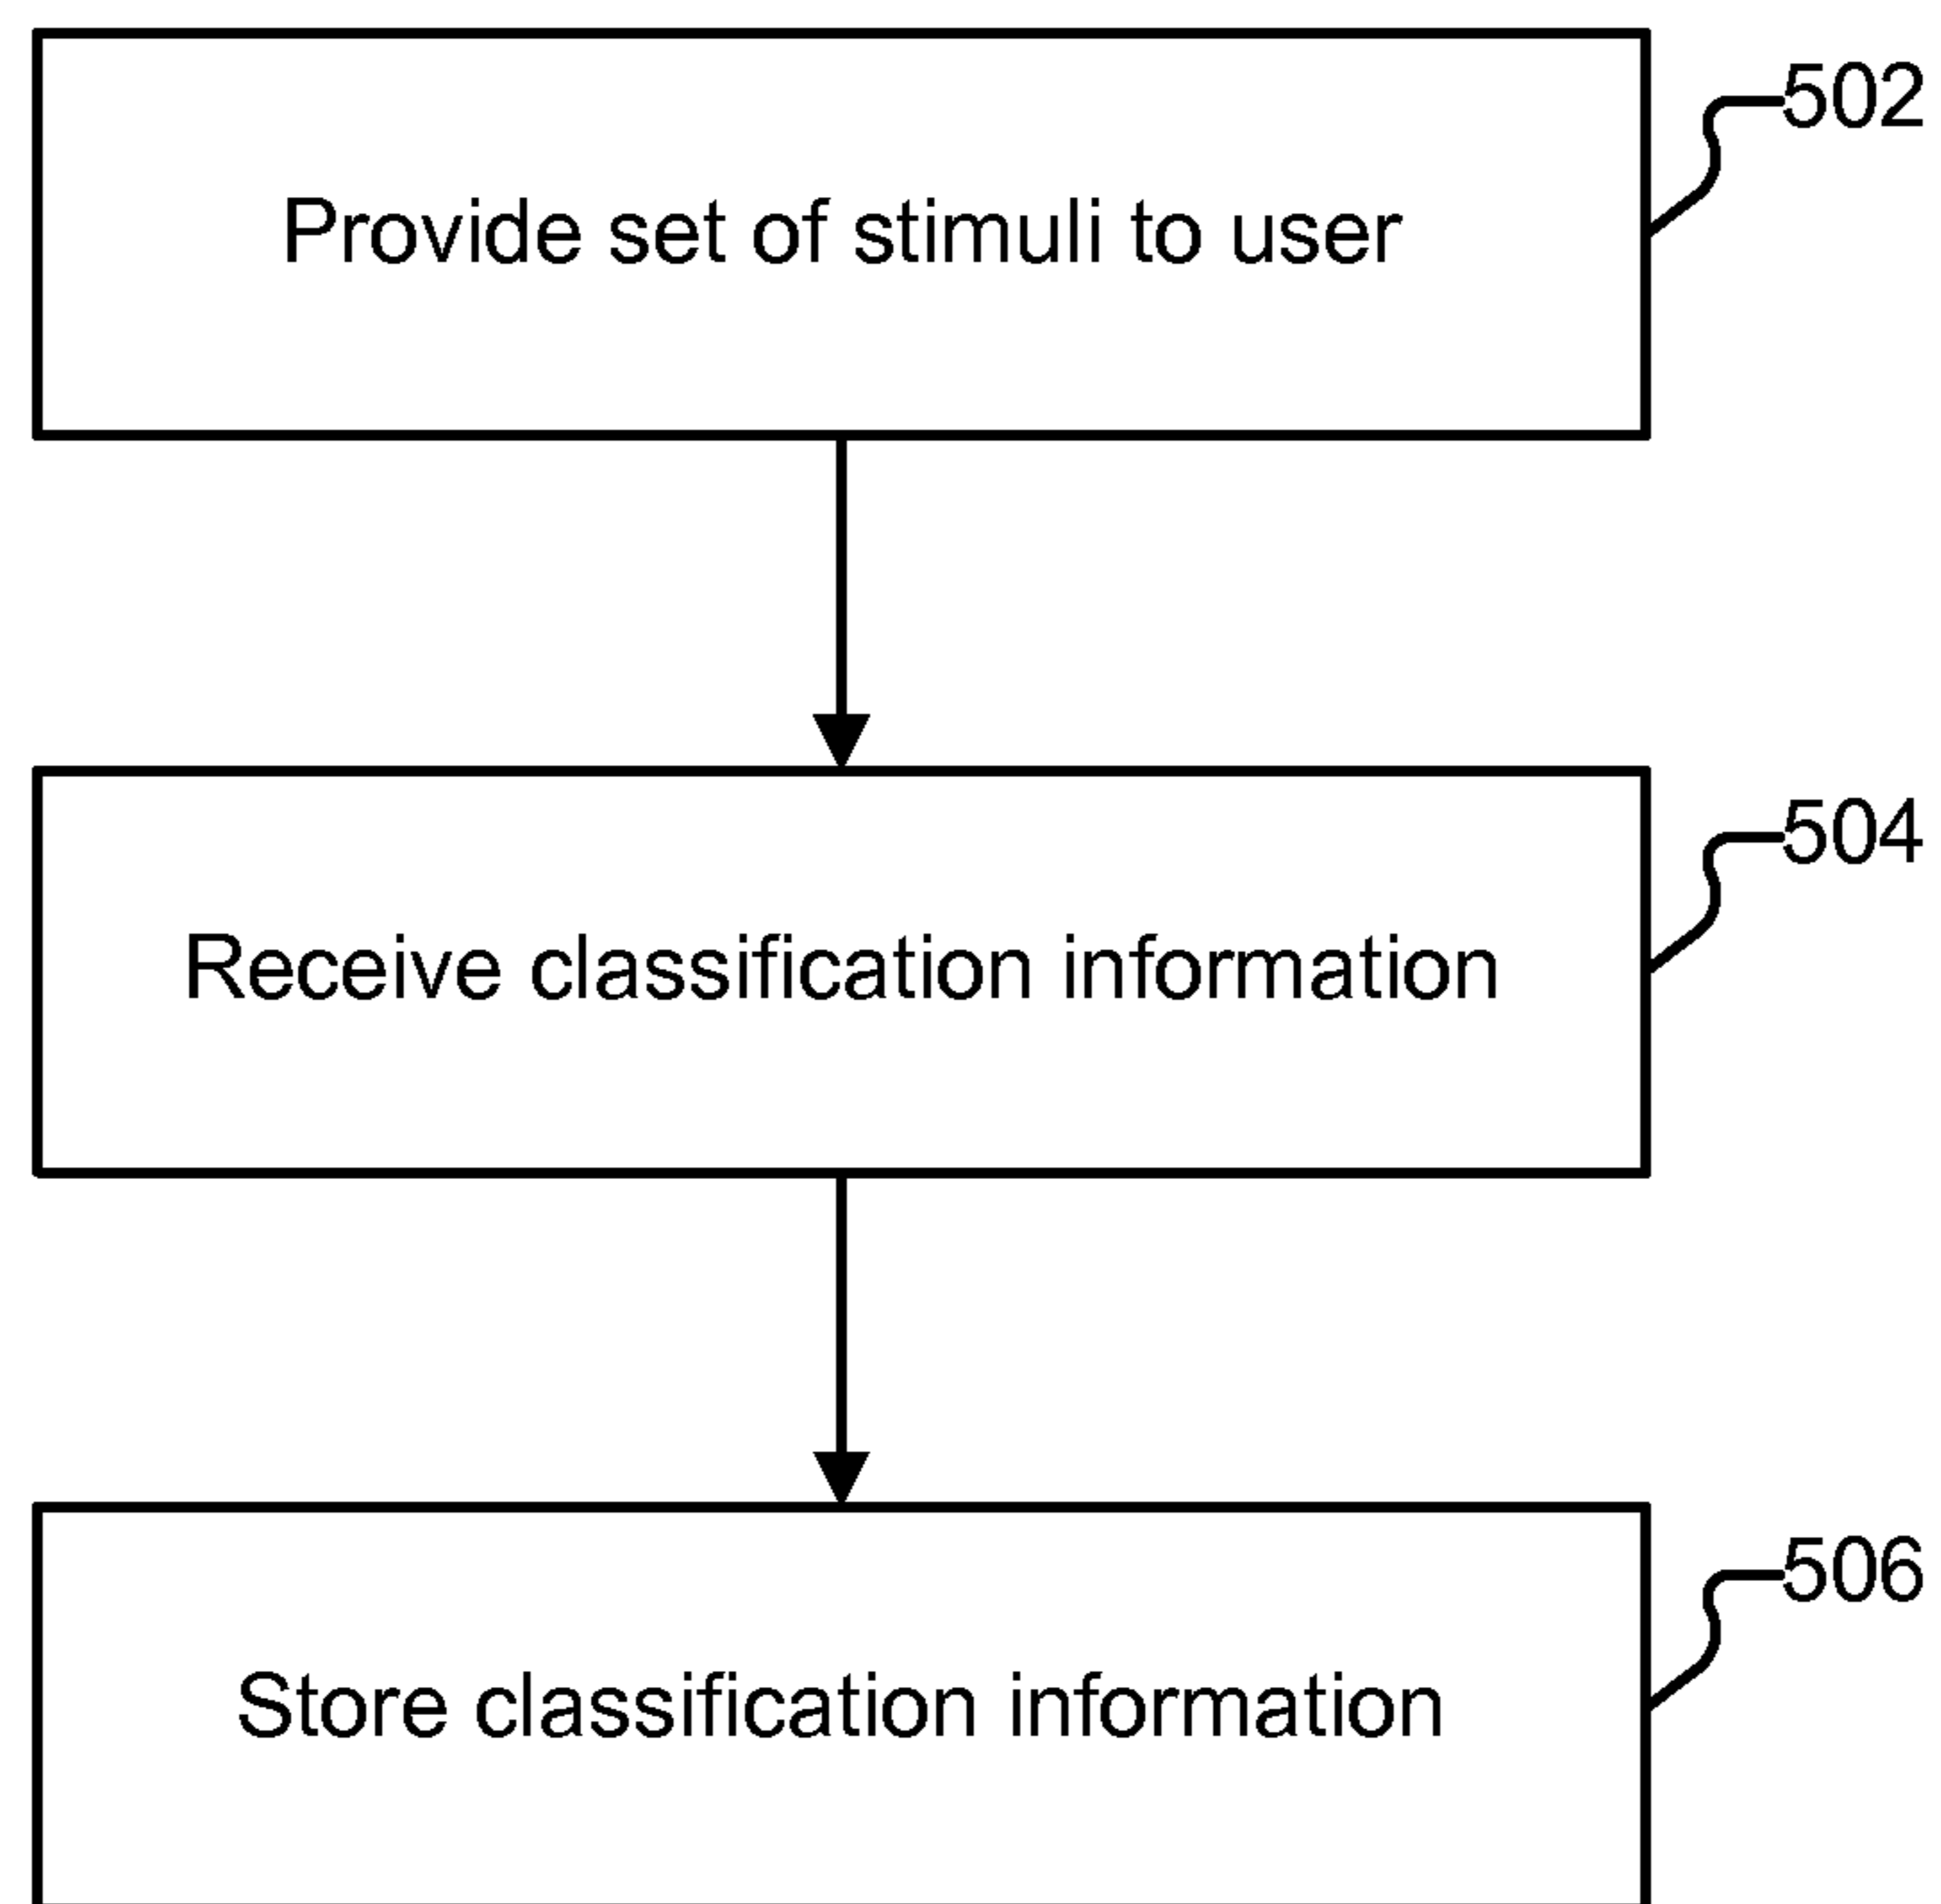 502
Provide set of stimuli to user
504
Receive classification information
506
Store classification information